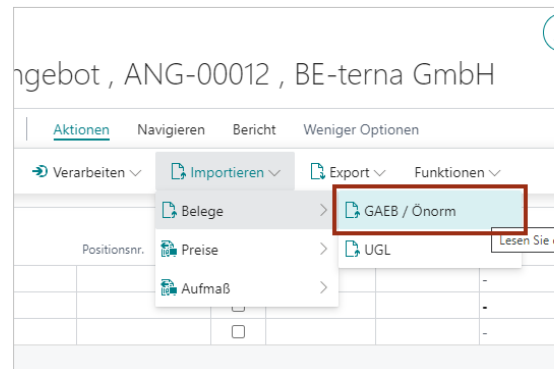 ngebot , ANG-00012 , BE-terna GmbH
Aktionen Navigieren Bericht Weniger Optionen
Verarbeiten Importieren Export Funktionen
Belege GAEB / Önorm
Lesen Sie
Positionsnr. Preise UGL
Aufmaß
-
-
-